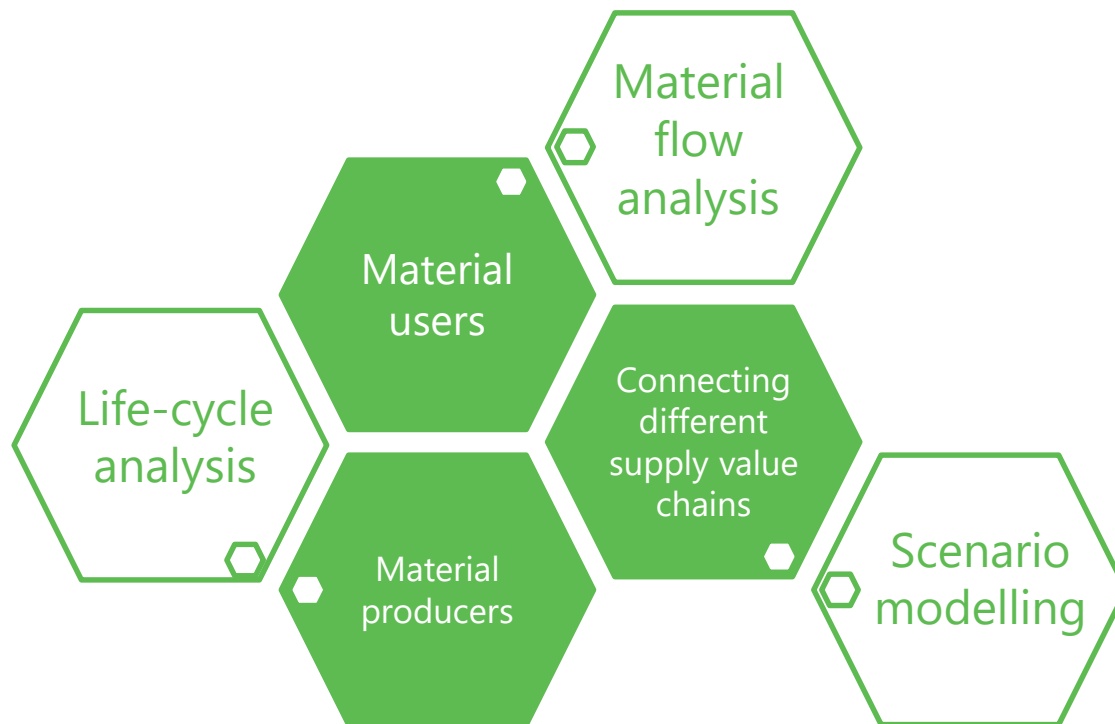 Material
flow
analysis
Material
users
Connecting
different
supply value
chains
Life-cycle
analysis
Material
producers
Scenario
modelling